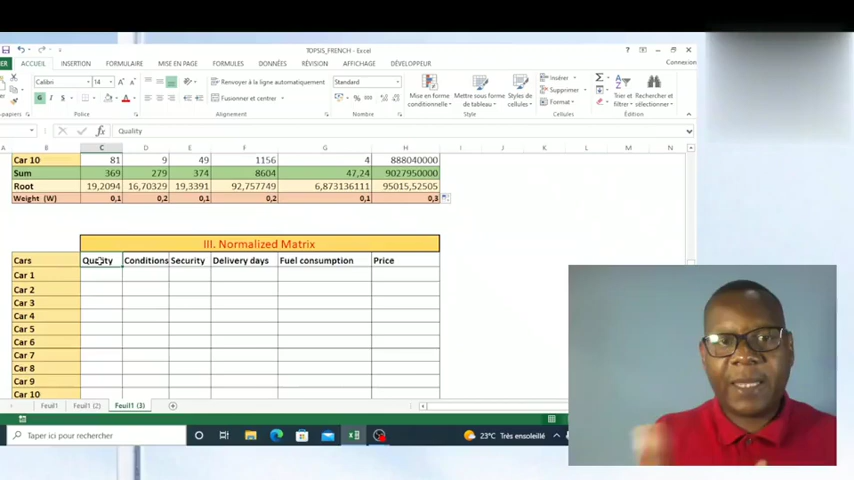 TOPSIS_FRENCH - Excel
ACCUEIL INSERTION FORMULAIRE MISE EN PAGE FORMULES DONNÉES RÉVISION AFFICHAGE DÉVELOPPEUR Connexion
Calibri 14 Renvoyer à la ligne automatiquement Standard
G I S Fusionner et centrer % 000
Mise en forme conditionnelle Mettre sous forme de tableau Styles de cellules
Insérer Supprimer Format
Trier et filtrer Rechercher et sélectionner
Police Alignement Nombre Style Cellules
Quality
A B C D E F G H I J K L M N
Car 10 81 9 49 1156 4 888040000
Sum 369 279 374 8604 47,24 9027950000
Root 19,2094 16,70329 19,3391 92,757749 6,873136111 95015,52505
Weight (W) 0,1 0,2 0,1 0,2 0,1 0,3
III. Normalized Matrix
Cars Quality Conditions Security Delivery days Fuel consumption Price
Car 1
Car 2
Car 3
Car 4
Car 5
Car 6
Car 7
Car 8
Car 9
Car 10
Feuil1 Feuil1 (2) Feuil1 (3)
Taper ici pour rechercher 23°C Très ensoleillé